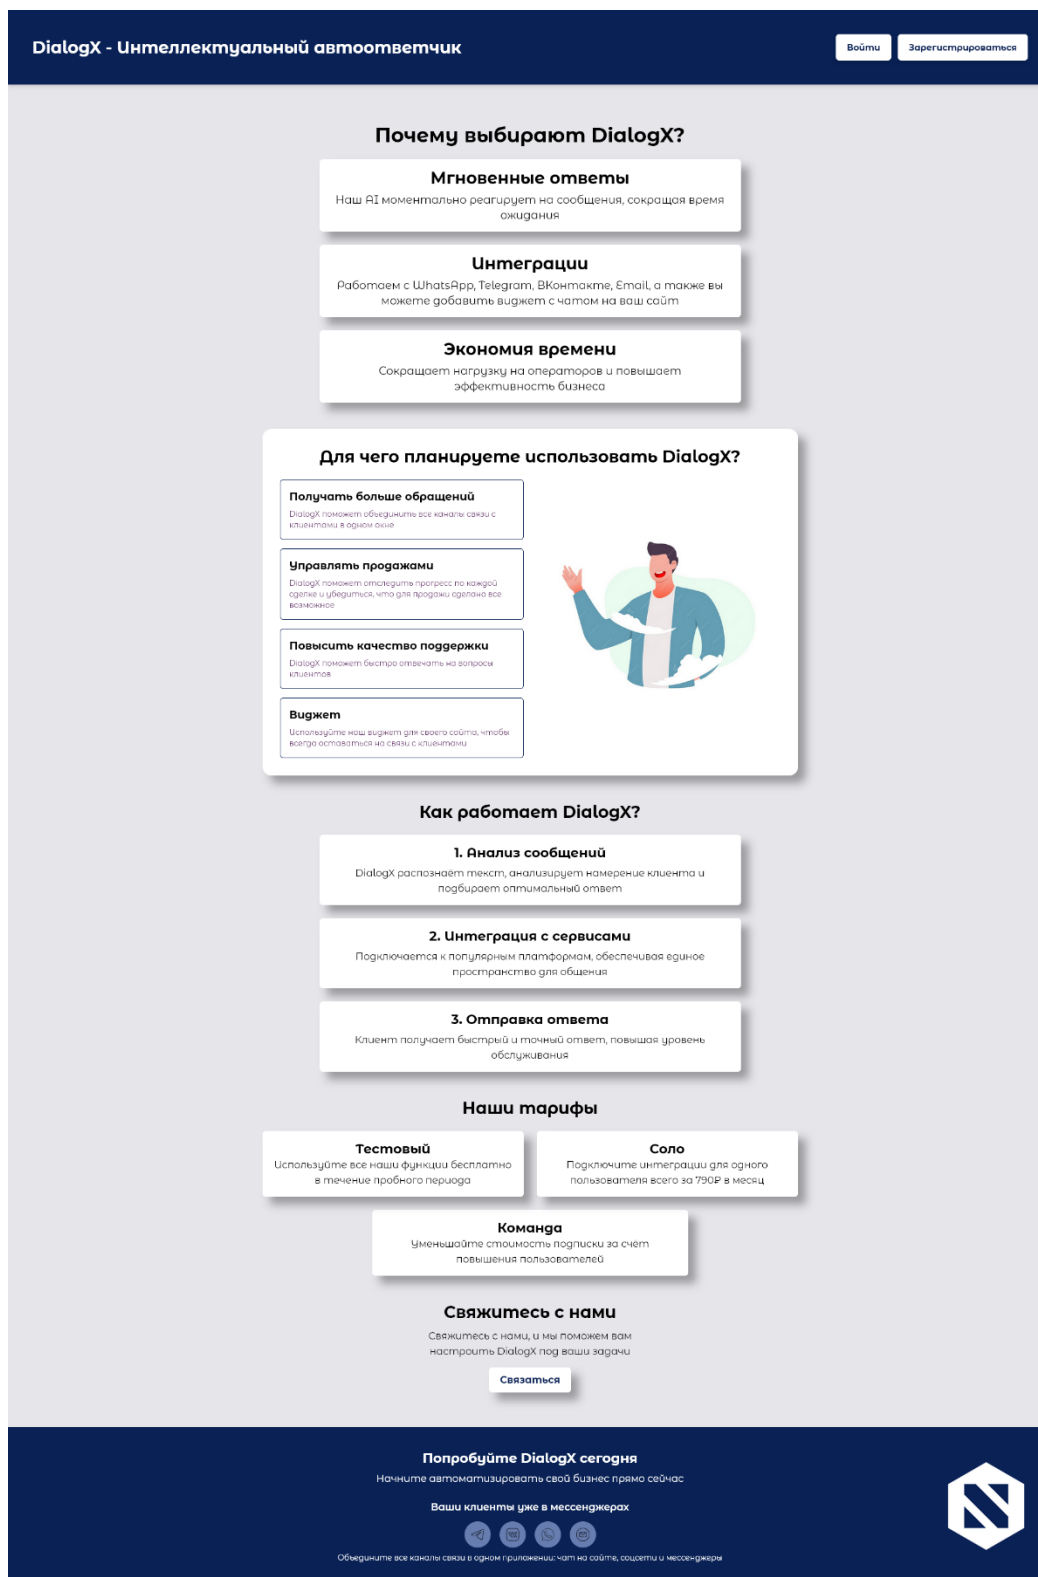 DialogX - Интеллектуальный автоответчик
Войти
Зарегистрироваться
Почему выбирают DialogX?
Мгновенные ответы
Наш AI моментально реагирует на сообщения, сокращая время
ожидания
Интеграции
Работаем с WhatsApp, Telegram, ВКонтакте, Email, а также вы
можете добавить виджет с чатом на ваш сайт
Экономия времени
Сокращает нагрузку на операторов и повышает
эффективность бизнеса
Для чего планируете использовать DialogX?
Получать больше обращений
DialogX поможет объединить все каналы связи с
клиентами в одном окне
Управлять продажами
DialogX поможет отследить прогресс по каждой
сделке и убедиться, что для продажи сделано все
возможное
Повысить качество поддержки
DialogX поможет быстро отвечать на вопросы
клиентов
Виджет
Используйте наш виджет для своего сайта, чтобы
всегда оставаться на связи с клиентами
Как работает DialogX?
1. Анализ сообщений
DialogX распознаёт текст, анализирует намерение клиента и
подбирает оптимальный ответ
2. Интеграция с сервисами
Подключается к популярным платформам, обеспечивая единое
пространство для общения
3. Отправка ответа
Клиент получает быстрый и точный ответ, повышая уровень
обслуживания
Наши тарифы
Тестовый
Используйте все наши функции бесплатно
в течение пробного периода
Соло
Подключите интеграции для одного
пользователя всего за 790₽ в месяц
Команда
Уменьшайте стоимость подписки за счёт
повышения пользователей
Свяжитесь с нами
Свяжитесь с нами, и мы поможем вам
настроить DialogX под ваши задачи
Связаться
Попробуйте DialogX сегодня
Начните автоматизировать свой бизнес прямо сейчас
Ваши клиенты уже в мессенджерах
Объедините все каналы связи в одном приложении: чат на сайте, соцсети и мессенджеры